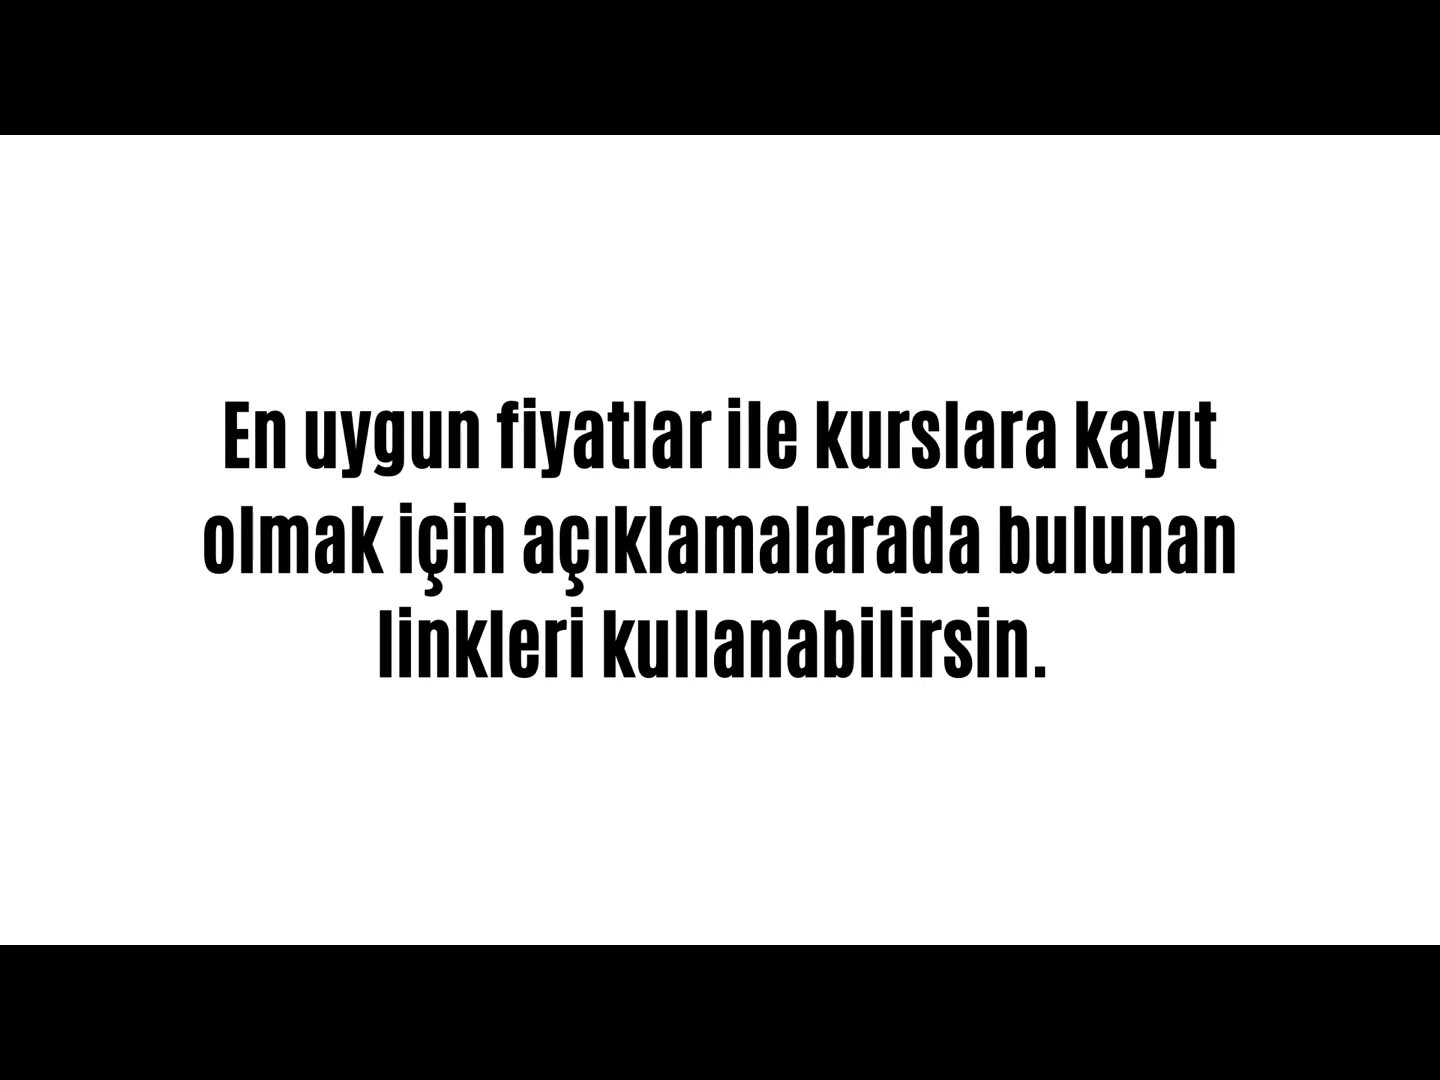 En uygun fiyatlar ile kurslara kayıt
olmak için açıklamalarada bulunan
linkleri kullanabilirsin.